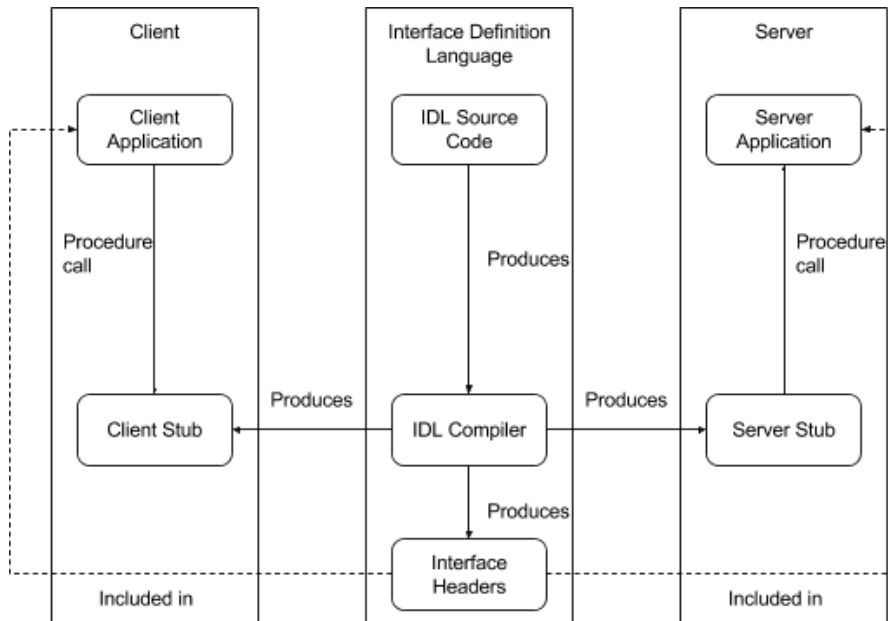 Client
Interface Definition
Language
Server
Client
Application
IDL Source
Code
Server
Application
Procedure
call
Produces
Procedure
call
Produces
Produces
Client Stub
IDL Compiler
Server Stub
Produces
Interface
Headers
Included in
Included in